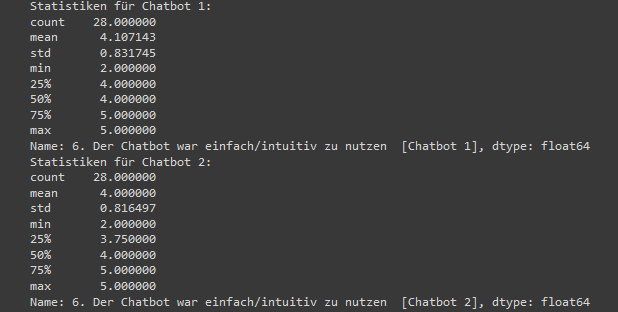 Statistiken für Chatbot 1:
count    28.000000
mean      4.107143
std       0.831745
min       2.000000
25%       4.000000
50%       4.000000
75%       5.000000
max       5.000000
Name: 6. Der Chatbot war einfach/intuitiv zu nutzen  [Chatbot 1], dtype: float64
Statistiken für Chatbot 2:
count    28.000000
mean      4.000000
std       0.816497
min       2.000000
25%       3.750000
50%       4.000000
75%       5.000000
max       5.000000
Name: 6. Der Chatbot war einfach/intuitiv zu nutzen  [Chatbot 2], dtype: float64